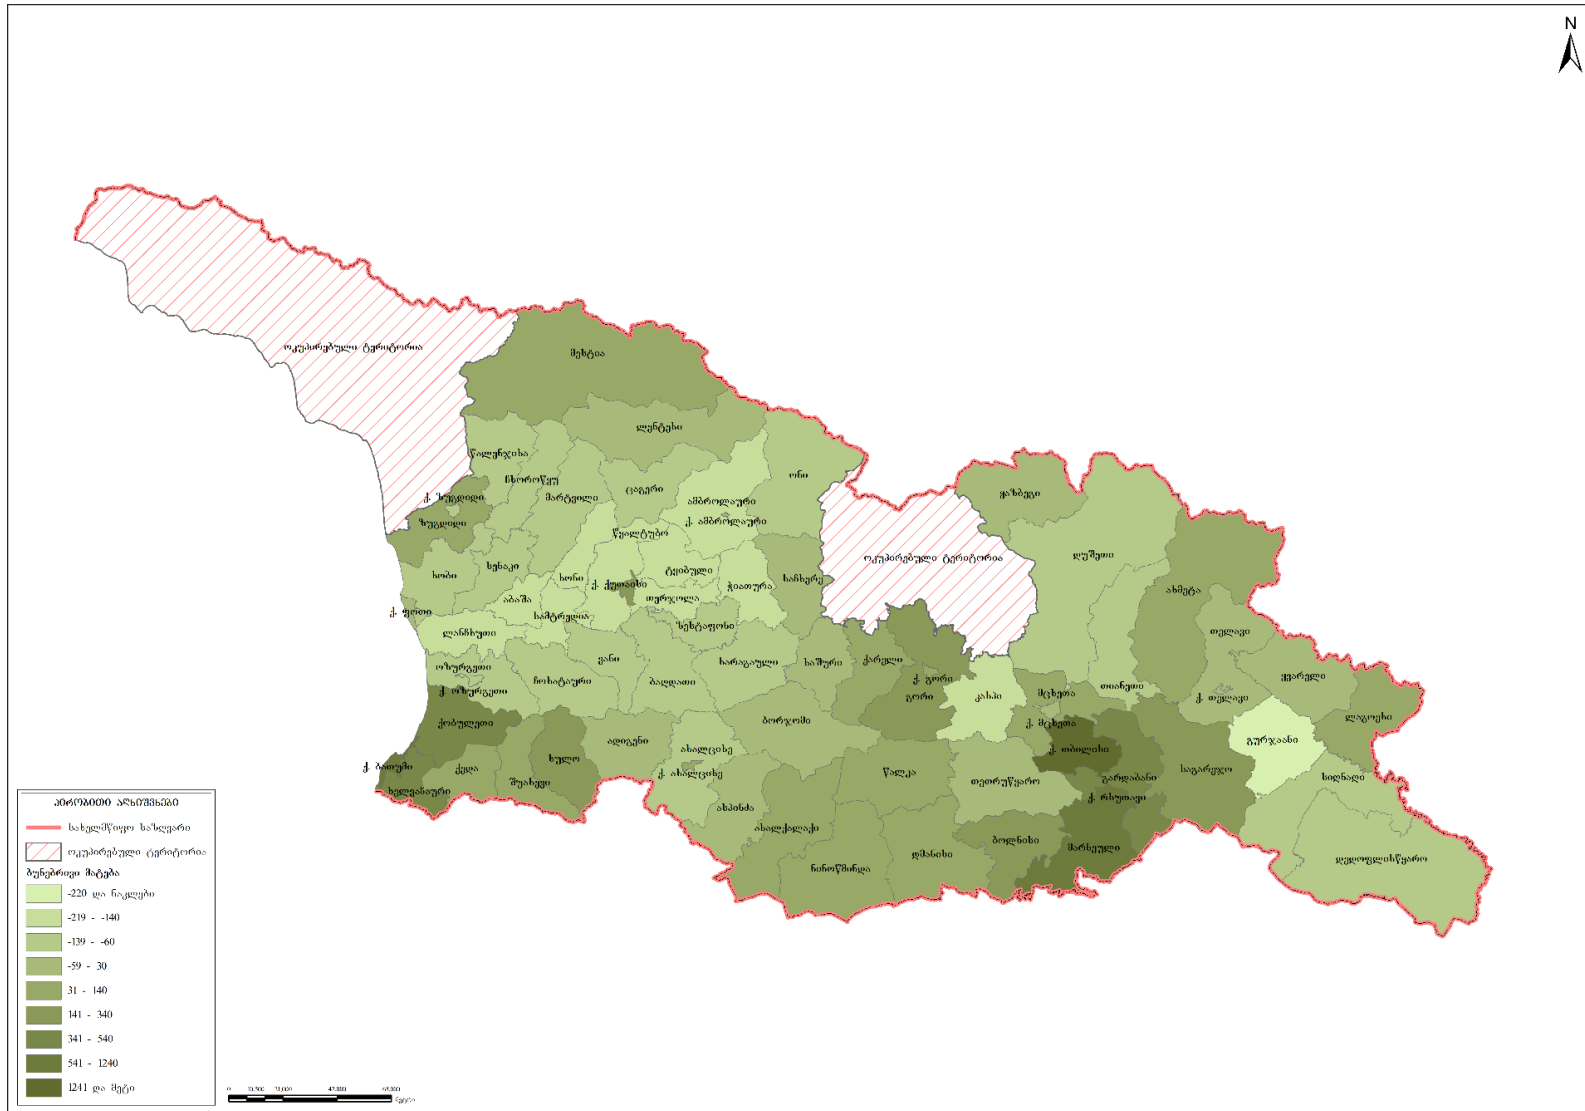 N
ოკუპირებული ტერიტორია
მესტია
ლენტეხი
წალენჯიხა
ონი
ჩხოროწყუ
ცაგერი
მარტვილი
ქ. ზუგდიდი
ამბროლაური
ყაზბეგი
ზუგდიდი
ქ. ამბროლაური
წყალტუბო
დუშეთი
ოკუპირებული ტერიტორია
სენაკი
ტყიბული
ხობი
ხონი
ქ. ქუთაისი
ჭიათურა
საჩხერე
ახმეტა
აბაშა
თერჯოლა
ქ. ფოთი
სამტრედია
ზესტაფონი
ლანჩხუთი
თელავი
ვანი
ხარაგაული
ხაშური
ქარელი
ოზურგეთი
ჩოხატაური
ბაღდათი
ქ. გორი
ყვარელი
ქ. ოზურგეთი
გორი
კასპი
მცხეთა
თიანეთი
ქ. თელავი
ლაგოდეხი
ქობულეთი
ბორჯომი
ქ. მცხეთა
ადიგენი
ახალციხე
ქ. თბილისი
გურჯაანი
ხულო
ქ. ბათუმი
ქედა
ქ. ახალციხე
წალკა
საგარეჯო
შუახევი
თეთრიწყარო
გარდაბანი
სიღნაღი
ხელვაჩაური
ქ. რუსთავი
ასპინძა
ახალქალაქი
ბოლნისი
მარნეული
დმანისი
დედოფლისწყარო
ნინოწმინდა
პირობითი აღნიშვნები
სახელმწიფო საზღვარი
ოკუპირებული ტერიტორია
ბუნებრივი მატება
-220 და ნაკლები
-219 - -140
-139 - -60
-59 - 30
31 - 140
141 - 340
341 - 540
541 - 1240
1241 და მეტი
მეტრი